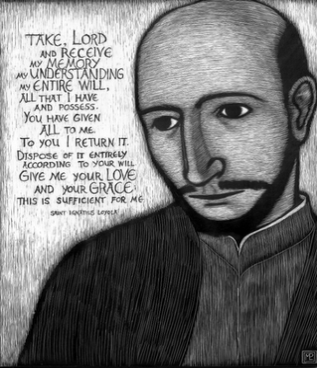 TAKE, LORD
AND RECEIVE
MY MEMORY
MY UNDERSTANDING
MY ENTIRE WILL,
ALL THAT I HAVE
AND POSSESS.
YOU HAVE GIVEN
ALL TO ME.
TO YOU I RETURN IT.
DISPOSE OF IT ENTIRELY
ACCORDING TO YOUR WILL
GIVE ME YOUR LOVE
AND YOUR GRACE.
THIS IS SUFFICIENT FOR ME
SAINT IGNATIUS LOYOLA